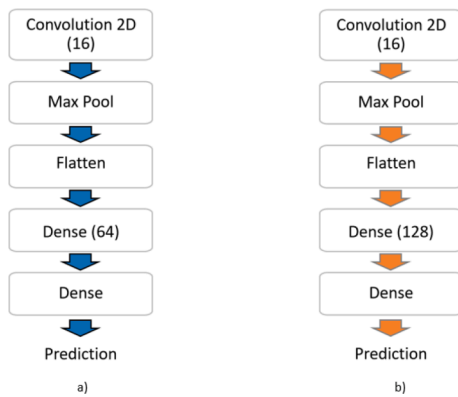 Convolution 2D
(16)
Max Pool
Flatten
Dense (64)
Dense
Prediction
a)
Convolution 2D
(16)
Max Pool
Flatten
Dense (128)
Dense
Prediction
b)